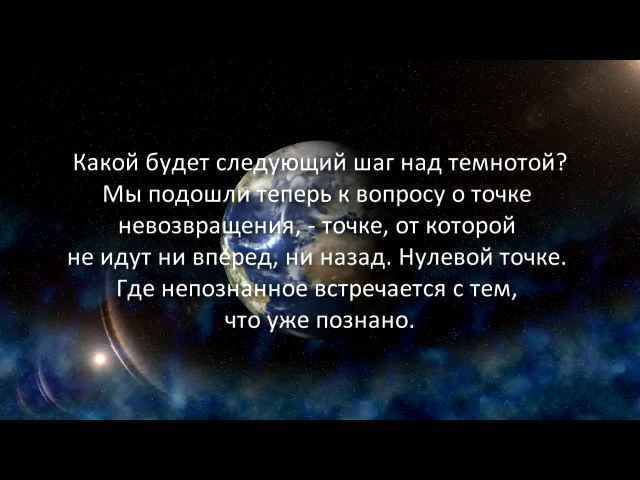 Какой будет следующий шаг над темнотой?
Мы подошли теперь к вопросу о точке
невозвращения, - точке, от которой
не идут ни вперед, ни назад. Нулевой точке.
Где непознанное встречается с тем,
что уже познано.